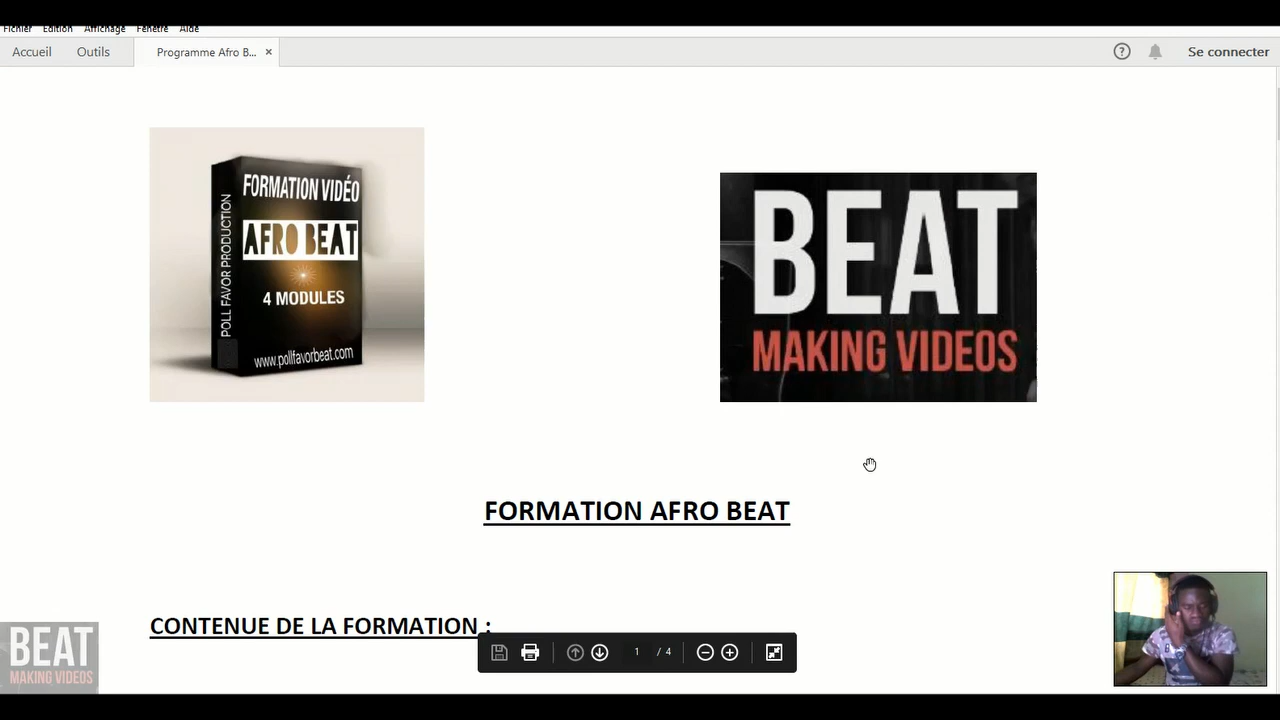 Fichier Edition Affichage Fenêtre Aide
Accueil Outils Programme Afro B... × Se connecter
FORMATION VIDÉO
AFRO BEAT
4 MODULES
www.pollfavorbeat.com
POLL FAVOR PRODUCTION
BEAT
MAKING VIDEOS
FORMATION AFRO BEAT
CONTENUE DE LA FORMATION :
1 / 4
BEAT
MAKING VIDEOS